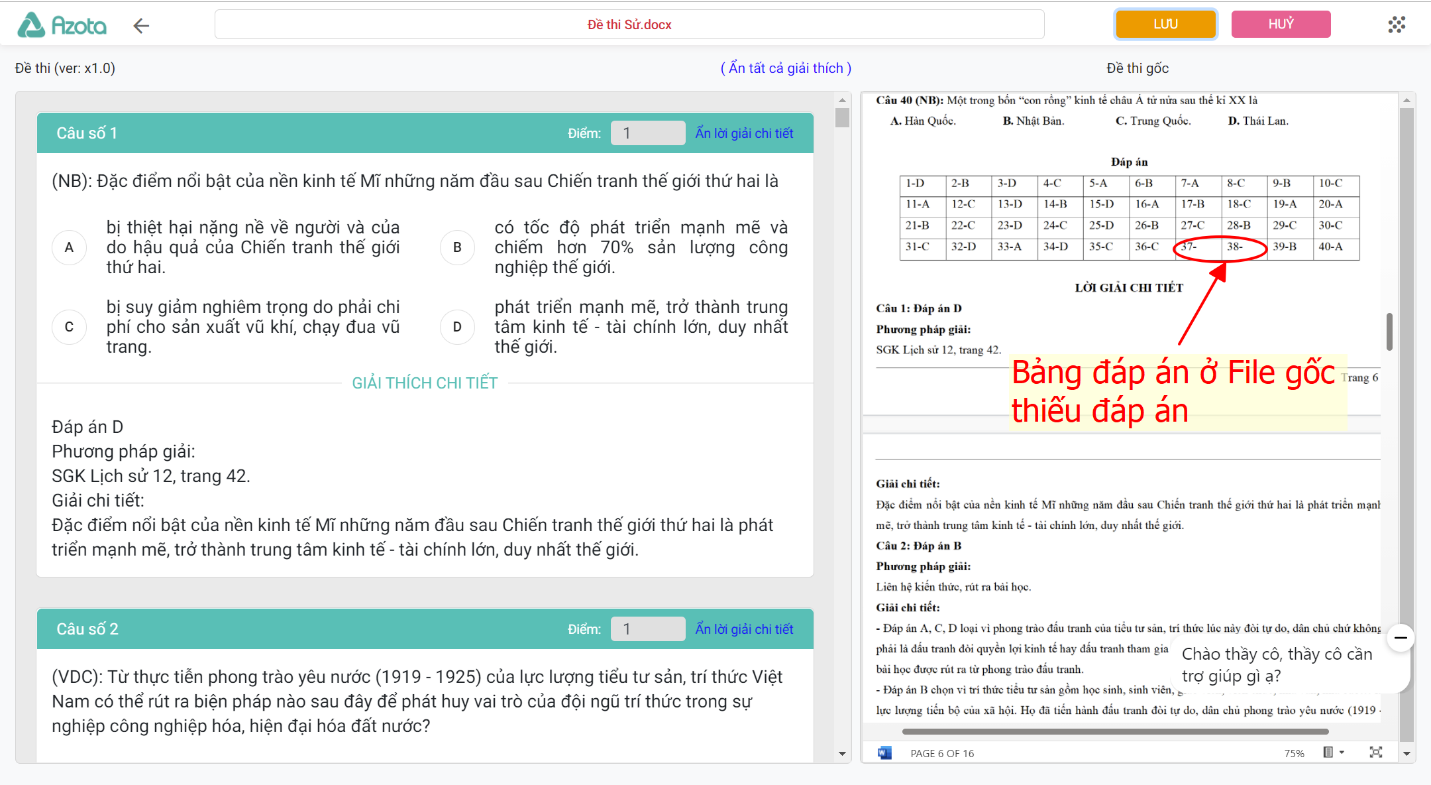 Azota
Đề thi Sử.docx
LƯU
HUỶ
Đề thi (ver: x1.0)
( Ẩn tất cả giải thích )
Đề thi gốc
Câu số 1
Điểm: 1 Ẩn lời giải chi tiết
(NB): Đặc điểm nổi bật của nền kinh tế Mĩ những năm đầu sau Chiến tranh thế giới thứ hai là
A
bị thiệt hại nặng nề về người và của
do hậu quả của Chiến tranh thế giới
thứ hai.
B
có tốc độ phát triển mạnh mẽ và
chiếm hơn 70% sản lượng công
nghiệp thế giới.
C
bị suy giảm nghiêm trọng do phải chi
phí cho sản xuất vũ khí, chạy đua vũ
trang.
D
phát triển mạnh mẽ, trở thành trung
tâm kinh tế - tài chính lớn, duy nhất
thế giới.
GIẢI THÍCH CHI TIẾT
Đáp án D
Phương pháp giải:
SGK Lịch sử 12, trang 42.
Giải chi tiết:
Đặc điểm nổi bật của nền kinh tế Mĩ những năm đầu sau Chiến tranh thế giới thứ hai là phát
triển mạnh mẽ, trở thành trung tâm kinh tế - tài chính lớn, duy nhất thế giới.
Câu số 2
Điểm: 1 Ẩn lời giải chi tiết
(VDC): Từ thực tiễn phong trào yêu nước (1919 - 1925) của lực lượng tiểu tư sản, trí thức Việt
Nam có thể rút ra biện pháp nào sau đây để phát huy vai trò của đội ngũ trí thức trong sự
nghiệp công nghiệp hóa, hiện đại hóa đất nước?
Câu 40 (NB): Một trong bốn “con rồng” kinh tế châu Á từ nửa sau thế kỉ XX là
A. Hàn Quốc. B. Nhật Bản. C. Trung Quốc. D. Thái Lan.
Đáp án
1-D 2-B 3-D 4-C 5-A 6-B 7-A 8-C 9-B 10-C
11-A 12-C 13-D 14-B 15-D 16-A 17-B 18-C 19-A 20-A
21-B 22-C 23-D 24-C 25-D 26-B 27-C 28-B 29-C 30-C
31-C 32-D 33-A 34-D 35-C 36-C 37- 38- 39-B 40-A
LỜI GIẢI CHI TIẾT
Câu 1: Đáp án D
Phương pháp giải:
SGK Lịch sử 12, trang 42.
Bảng đáp án ở File gốc
thiếu đáp án
Trang 6
Giải chi tiết:
Đặc điểm nổi bật của nền kinh tế Mĩ những năm đầu sau Chiến tranh thế giới thứ hai là phát triển mạnh
mẽ, trở thành trung tâm kinh tế - tài chính lớn, duy nhất thế giới.
Câu 2: Đáp án B
Phương pháp giải:
Liên hệ kiến thức, rút ra bài học.
Giải chi tiết:
- Đáp án A, C, D loại vì phong trào đấu tranh của tiểu tư sản, trí thức lúc này đòi tự do, dân chủ chứ không
phải là đấu tranh đòi quyền lợi kinh tế hay đấu tranh tham gia
bài học được rút ra từ phong trào đấu tranh.
- Đáp án B chọn vì trí thức tiểu tư sản gồm học sinh, sinh viên,
lực lượng tiến bộ của xã hội. Họ đã tiến hành đấu tranh đòi tự do, dân chủ phong trào yêu nước (1919 -
Chào thầy cô, thầy cô cần
trợ giúp gì ạ?
PAGE 6 OF 16
75%